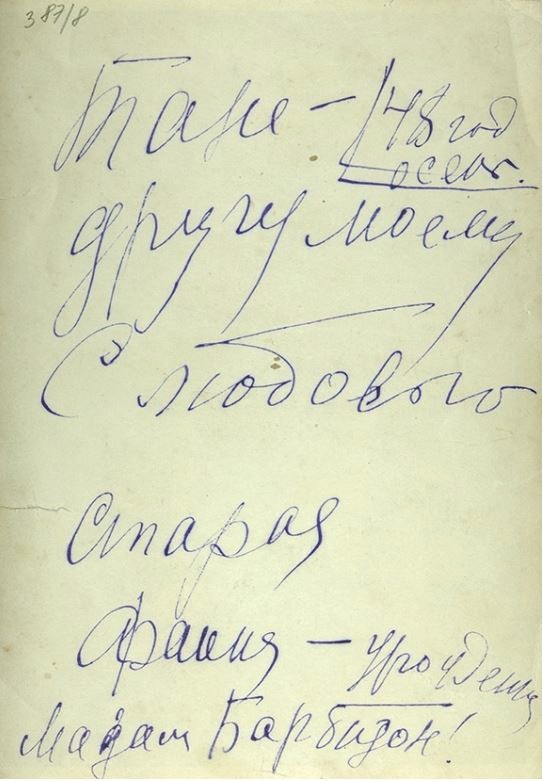 387/8
Тане —
48 год
осень.
другу моему
С любовью
Старая
Фаина — урожден
мадам Барбизон!